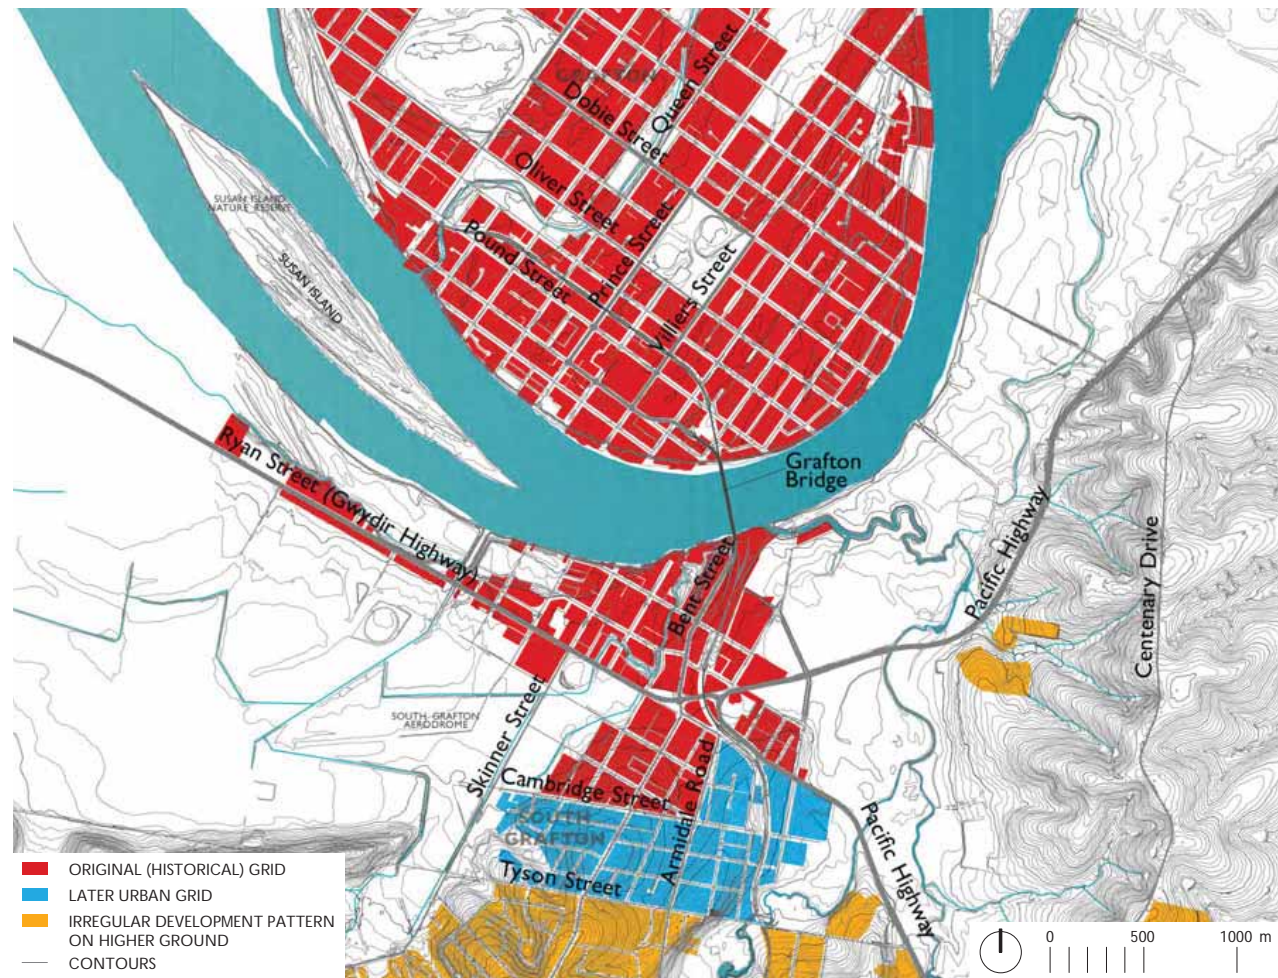 GRAFTON
Queen Street
Dobie Street
Oliver Street
Prince Street
Pound Street
Villiers Street
SUSAN ISLAND
NATURE RESERVE
SUSAN ISLAND
Grafton
Bridge
Ryan Street (Gwydir Highway)
Bent Street
Pacific Highway
Centenary Drive
SOUTH GRAFTON
AERODROME
Skinner Street
Cambridge Street
Armidale Road
SOUTH
GRAFTON
Tyson Street
Pacific Highway
ORIGINAL (HISTORICAL) GRID
LATER URBAN GRID
IRREGULAR DEVELOPMENT PATTERN
ON HIGHER GROUND
CONTOURS
0 500 1000 m